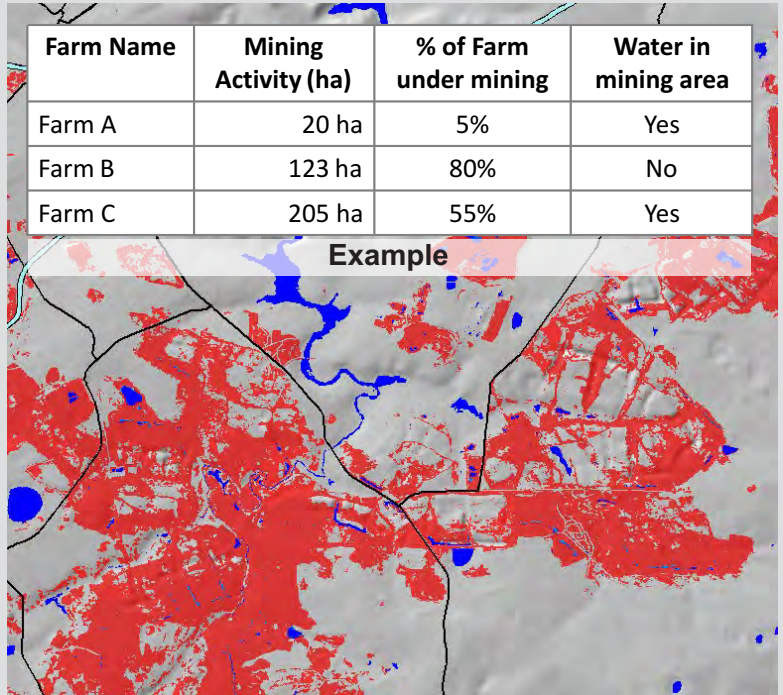 Farm Name Mining Activity (ha) % of Farm under mining Water in mining area
Farm A 20 ha 5% Yes
Farm B 123 ha 80% No
Farm C 205 ha 55% Yes
Example